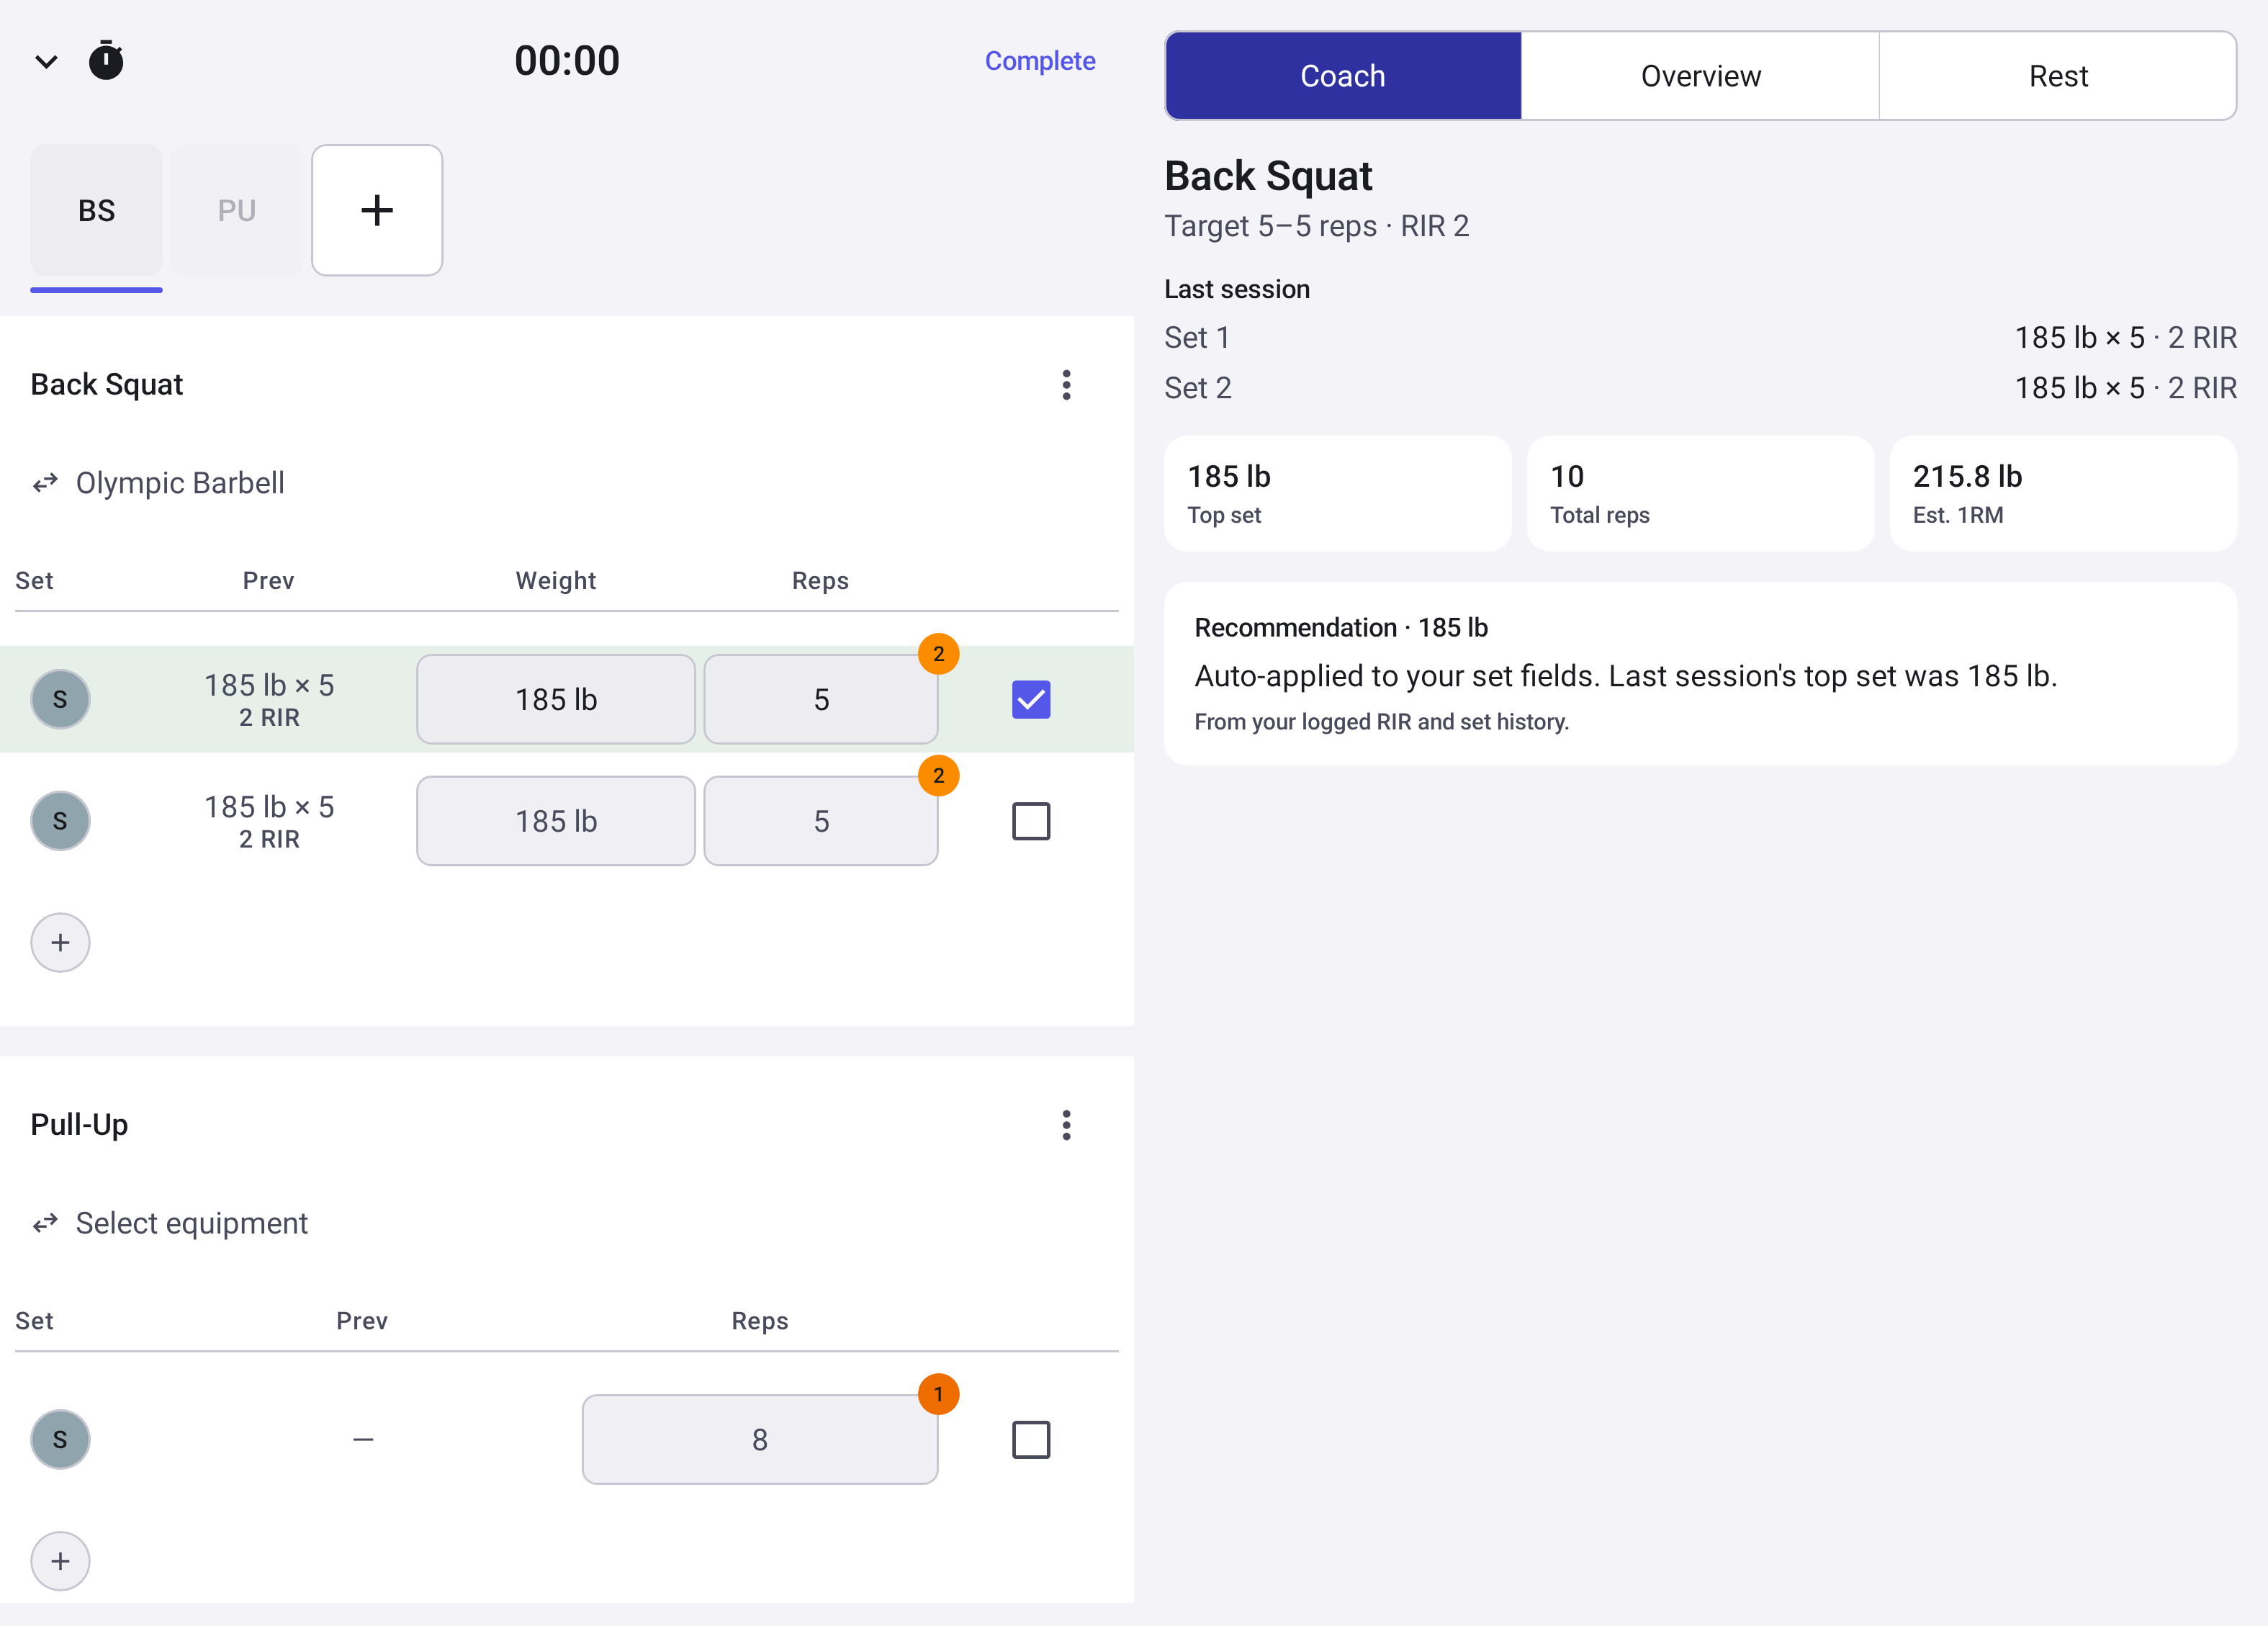 00:00
Complete
BS
PU
+
Back Squat
Olympic Barbell
Set Prev Weight Reps
S 185 lb × 5 185 lb 5 2
2 RIR
S 185 lb × 5 185 lb 5 2
2 RIR
+
Pull-Up
Select equipment
Set Prev Reps
S — 8 1
+
Coach Overview Rest
Back Squat
Target 5–5 reps · RIR 2
Last session
Set 1 185 lb × 5 · 2 RIR
Set 2 185 lb × 5 · 2 RIR
185 lb
Top set
10
Total reps
215.8 lb
Est. 1RM
Recommendation · 185 lb
Auto-applied to your set fields. Last session's top set was 185 lb.
From your logged RIR and set history.